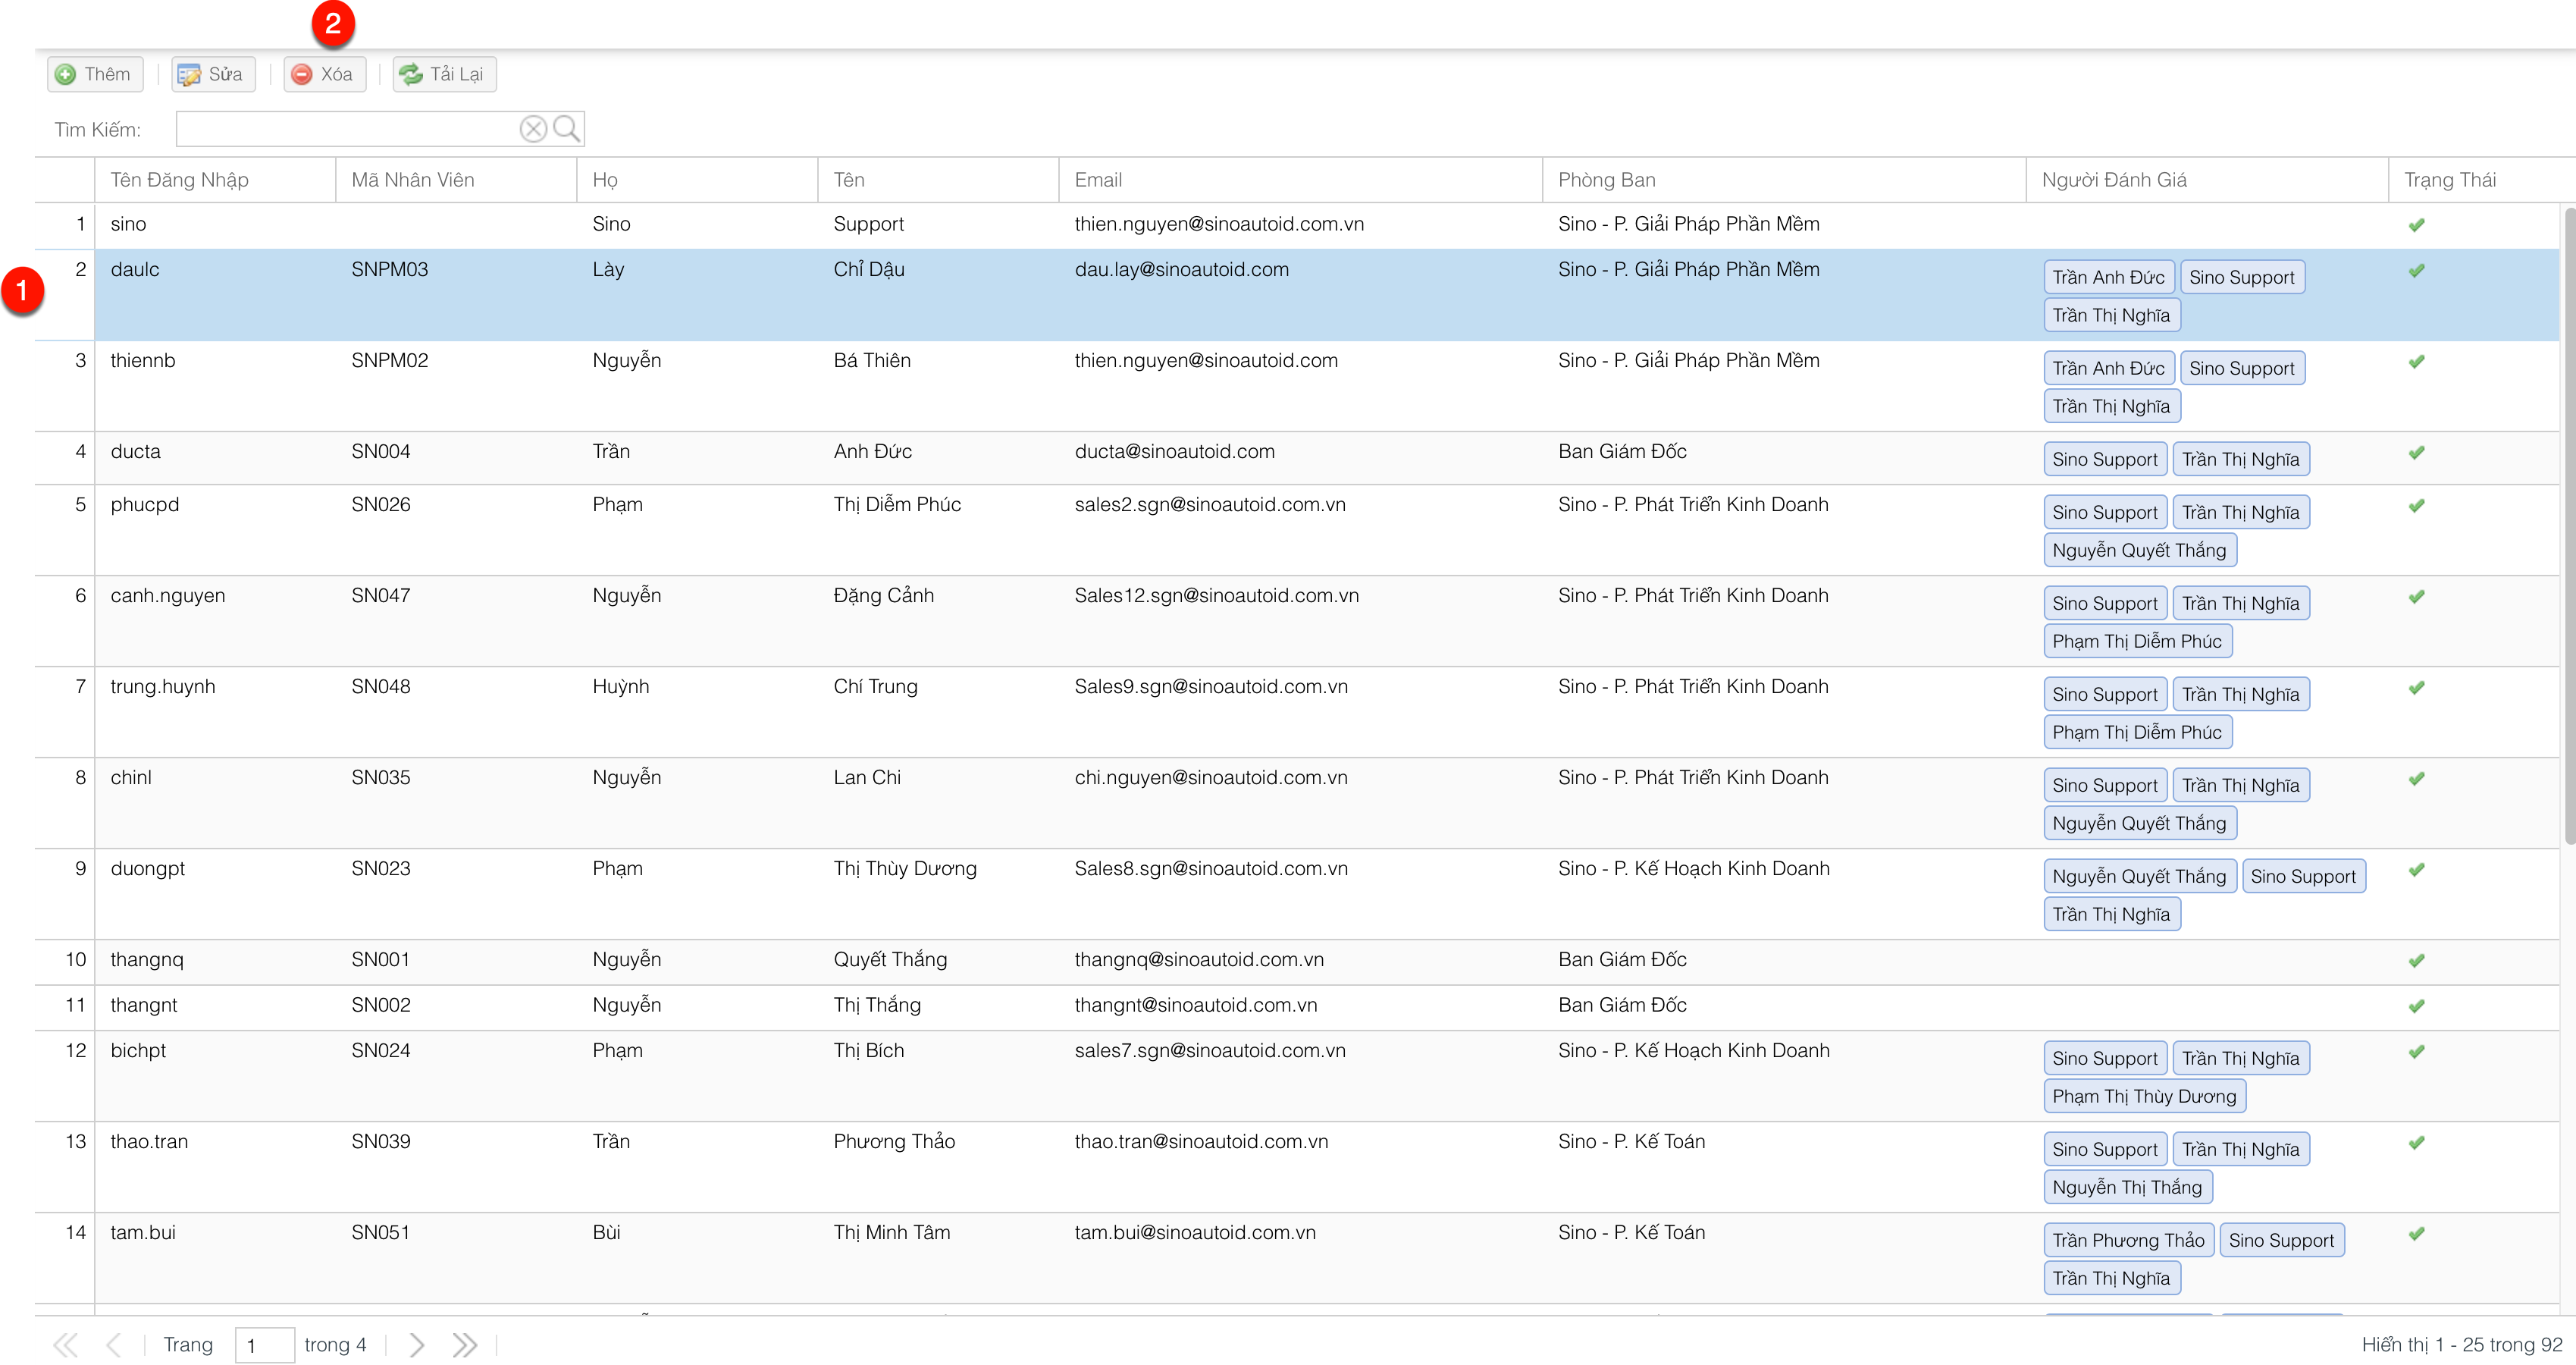 2
Thêm Sửa Xóa Tải Lại
Tìm Kiếm:
Tên Đăng Nhập Mã Nhân Viên Họ Tên Email Phòng Ban Người Đánh Giá Trạng Thái
1 sino Sino Support thien.nguyen@sinoautoid.com.vn Sino - P. Giải Pháp Phần Mềm
1
2 daulc SNPM03 Lày Chỉ Dậu dau.lay@sinoautoid.com Sino - P. Giải Pháp Phần Mềm Trần Anh Đức Sino Support
Trần Thị Nghĩa
3 thiennb SNPM02 Nguyễn Bá Thiên thien.nguyen@sinoautoid.com Sino - P. Giải Pháp Phần Mềm Trần Anh Đức Sino Support
Trần Thị Nghĩa
4 ducta SN004 Trần Anh Đức ducta@sinoautoid.com Ban Giám Đốc Sino Support Trần Thị Nghĩa
5 phucpd SN026 Phạm Thị Diễm Phúc sales2.sgn@sinoautoid.com.vn Sino - P. Phát Triển Kinh Doanh Sino Support Trần Thị Nghĩa
Nguyễn Quyết Thắng
6 canh.nguyen SN047 Nguyễn Đặng Cảnh Sales12.sgn@sinoautoid.com.vn Sino - P. Phát Triển Kinh Doanh Sino Support Trần Thị Nghĩa
Phạm Thị Diễm Phúc
7 trung.huynh SN048 Huỳnh Chí Trung Sales9.sgn@sinoautoid.com.vn Sino - P. Phát Triển Kinh Doanh Sino Support Trần Thị Nghĩa
Phạm Thị Diễm Phúc
8 chinl SN035 Nguyễn Lan Chi chi.nguyen@sinoautoid.com.vn Sino - P. Phát Triển Kinh Doanh Sino Support Trần Thị Nghĩa
Nguyễn Quyết Thắng
9 duongpt SN023 Phạm Thị Thùy Dương Sales8.sgn@sinoautoid.com.vn Sino - P. Kế Hoạch Kinh Doanh Nguyễn Quyết Thắng Sino Support
Trần Thị Nghĩa
10 thangnq SN001 Nguyễn Quyết Thắng thangnq@sinoautoid.com.vn Ban Giám Đốc
11 thangnt SN002 Nguyễn Thị Thắng thangnt@sinoautoid.com.vn Ban Giám Đốc
12 bichpt SN024 Phạm Thị Bích sales7.sgn@sinoautoid.com.vn Sino - P. Kế Hoạch Kinh Doanh Sino Support Trần Thị Nghĩa
Phạm Thị Thùy Dương
13 thao.tran SN039 Trần Phương Thảo thao.tran@sinoautoid.com.vn Sino - P. Kế Toán Sino Support Trần Thị Nghĩa
Nguyễn Thị Thắng
14 tam.bui SN051 Bùi Thị Minh Tâm tam.bui@sinoautoid.com.vn Sino - P. Kế Toán Trần Phương Thảo Sino Support
Trần Thị Nghĩa
Trang 1 trong 4 Hiển thị 1 - 25 trong 92